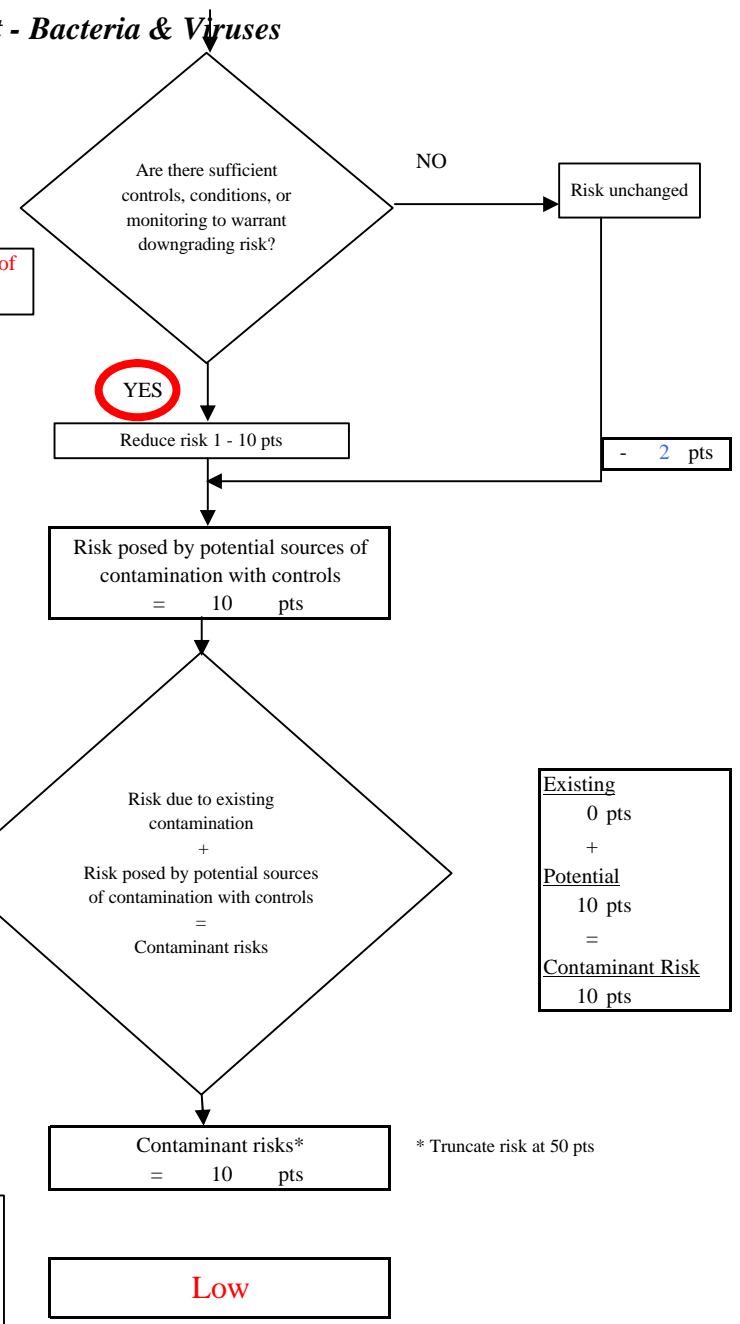 t - Bacteria & Viruses
Are there sufficient
controls, conditions, or
monitoring to warrant
downgrading risk?
NO
Risk unchanged
of
YES
Reduce risk 1 - 10 pts
- 2 pts
Risk posed by potential sources of
contamination with controls
= 10 pts
Risk due to existing
contamination
+
Risk posed by potential sources
of contamination with controls
=
Contaminant risks
Existing
0 pts
+
Potential
10 pts
=
Contaminant Risk
10 pts
Contaminant risks*
= 10 pts
* Truncate risk at 50 pts
Low